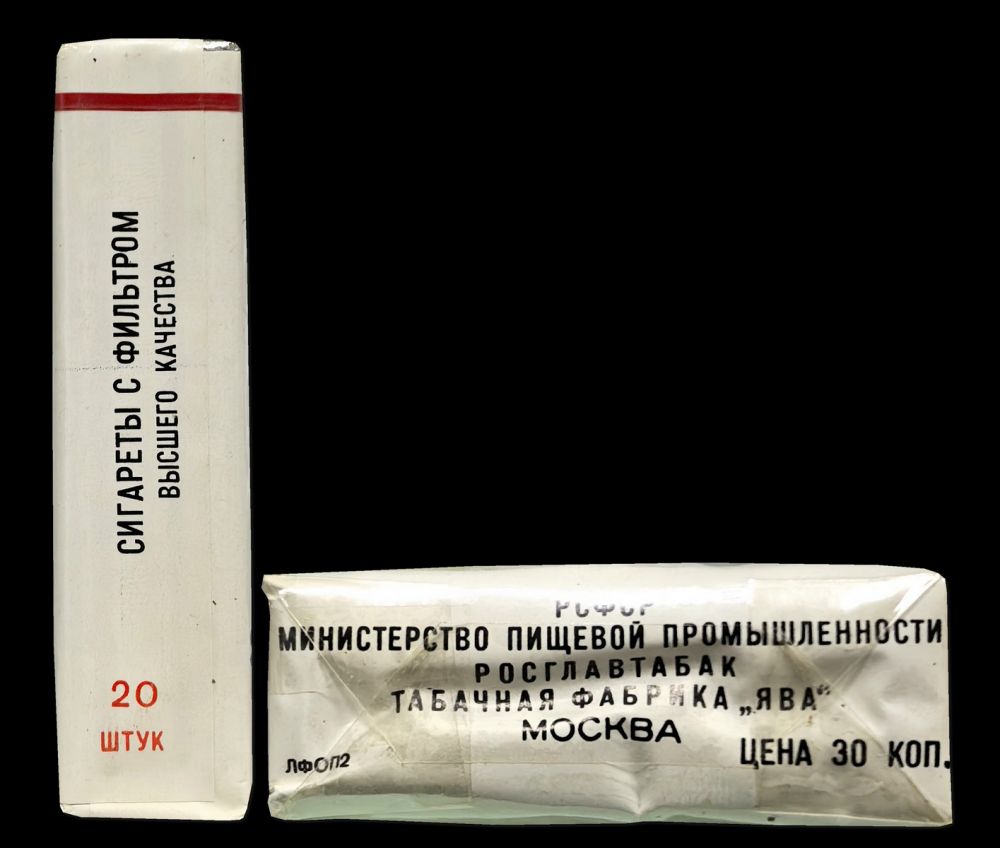 СИГАРЕТЫ С ФИЛЬТРОМ
ВЫСШЕГО КАЧЕСТВА
20
ШТУК
РСФСР
МИНИСТЕРСТВО ПИЩЕВОЙ ПРОМЫШЛЕННОСТИ
РОСГЛАВТАБАК
ТАБАЧНАЯ ФАБРИКА „ЯВА“
МОСКВА
ЦЕНА 30 КОП.
ЛФОП2